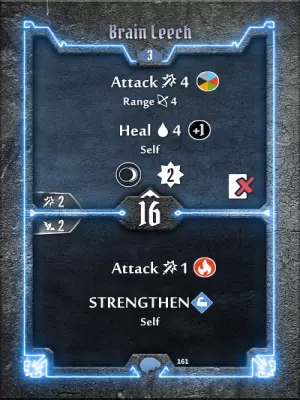 Brain Leech
3
Attack 4
Range 4
Heal 4 +1
Self
2
2
16
2
Attack 1
STRENGTHEN
Self
161